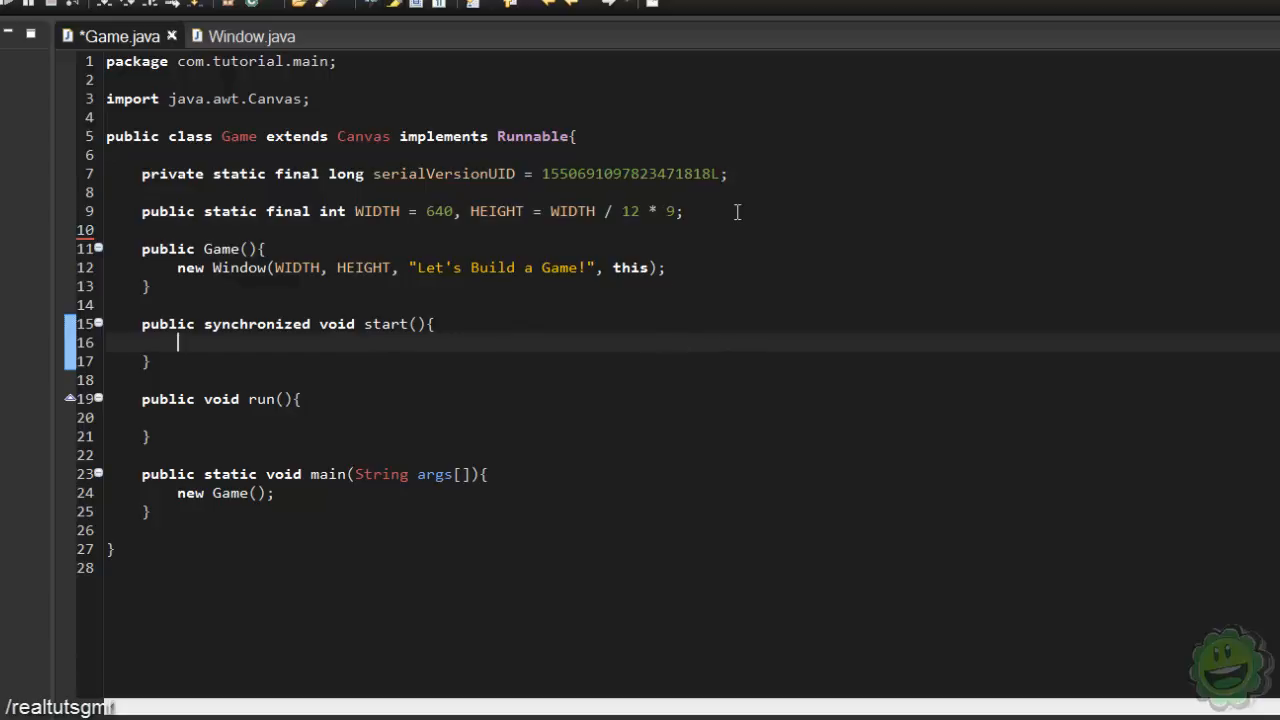 *Game.java Window.java
1 package com.tutorial.main;
2
3 import java.awt.Canvas;
4
5 public class Game extends Canvas implements Runnable{
6
7 private static final long serialVersionUID = 1550691097823471818L;
8
9 public static final int WIDTH = 640, HEIGHT = WIDTH / 12 * 9;
10
11 public Game(){
12 new Window(WIDTH, HEIGHT, "Let's Build a Game!", this);
13 }
14
15 public synchronized void start(){
16
17 }
18
19 public void run(){
20
21 }
22
23 public static void main(String args[]){
24 new Game();
25 }
26
27 }
28
/realtutsgml